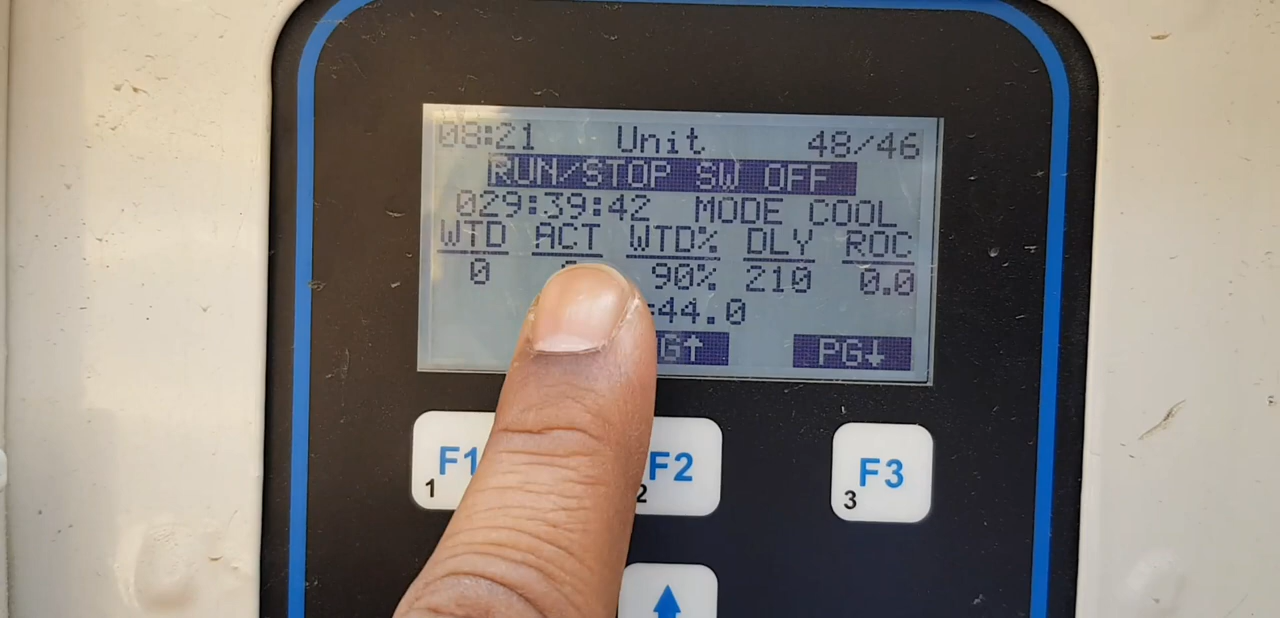 08:21 Unit 48/46
RUN/STOP SW OFF
029:39:42 MODE COOL
WTD ACT WTD% DLY ROC
0 90% 210 0.0
44.0
PG↓
F1 F2 F3
1 2 3